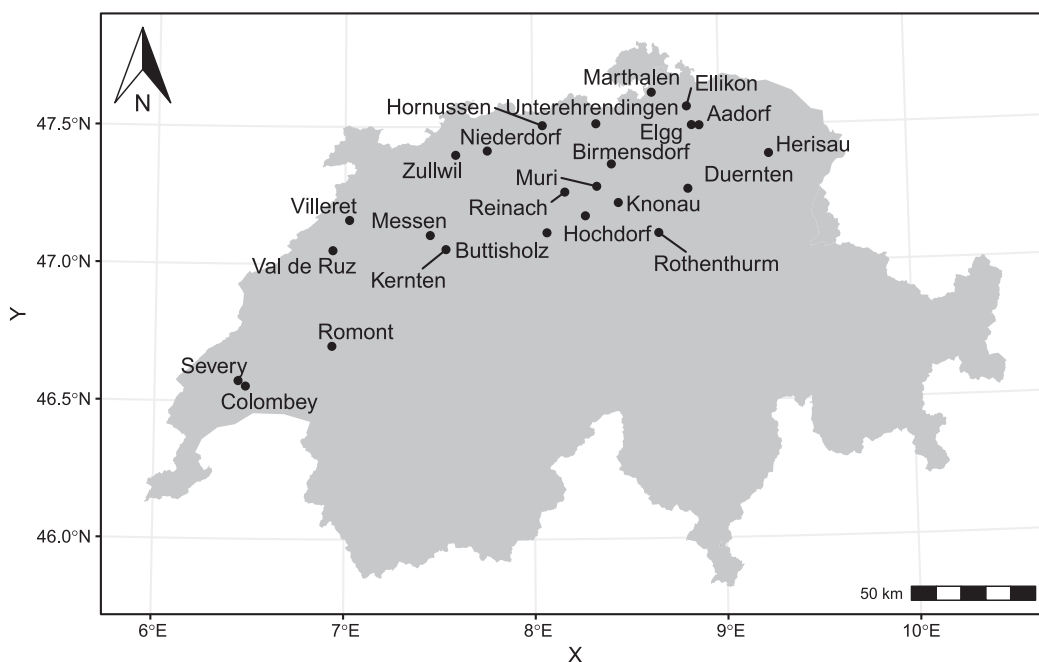 Marthalen
Ellikon
Hornussen
Unterehrendingen
Aadorf
N
47.5°N
Niederdorf
Elgg
Herisau
Zullwil
Birmensdorf
Muri
Duernten
Villeret
Messen
Reinach
Knonau
Val de Ruz
Buttisholz
Hochdorf
47.0°N
Kernten
Rothenthurm
Y
Romont
Severy
46.5°N
Colombey
46.0°N
50 km
6°E
7°E
8°E
9°E
10°E
X